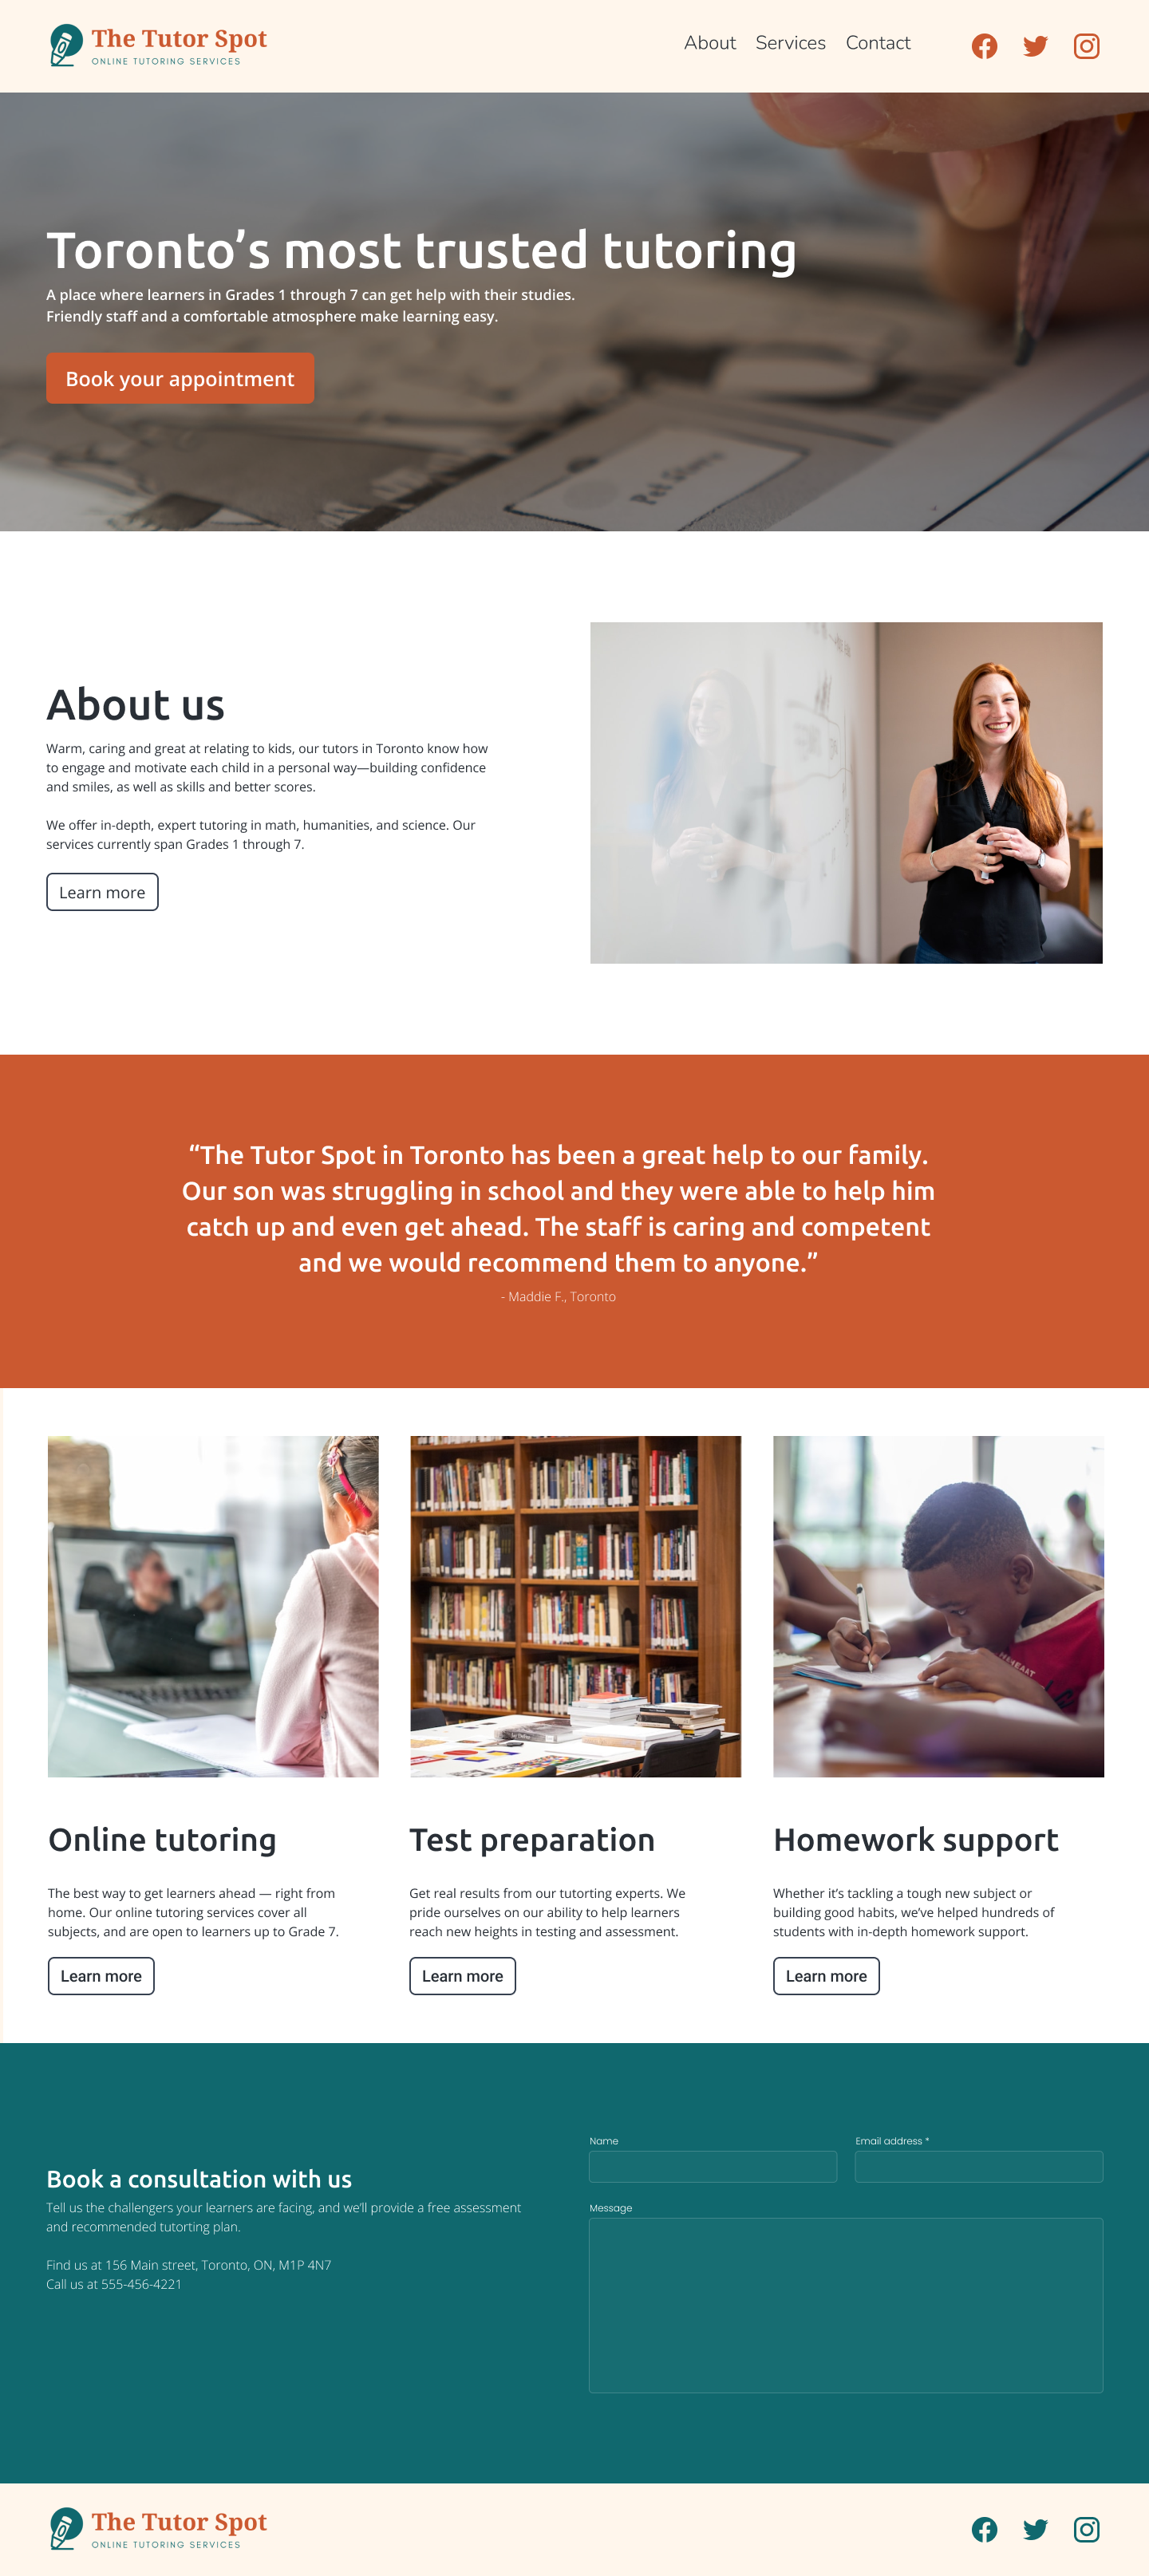 The Tutor Spot
ONLINE TUTORING SERVICES
About Services Contact
Toronto’s most trusted tutoring
A place where learners in Grades 1 through 7 can get help with their studies.
Friendly staff and a comfortable atmosphere make learning easy.
Book your appointment
About us
Warm, caring and great at relating to kids, our tutors in Toronto know how
to engage and motivate each child in a personal way—building confidence
and smiles, as well as skills and better scores.
We offer in-depth, expert tutoring in math, humanities, and science. Our
services currently span Grades 1 through 7.
Learn more
“The Tutor Spot in Toronto has been a great help to our family.
Our son was struggling in school and they were able to help him
catch up and even get ahead. The staff is caring and competent
and we would recommend them to anyone.”
- Maddie F., Toronto
Online tutoring
The best way to get learners ahead — right from
home. Our online tutoring services cover all
subjects, and are open to learners up to Grade 7.
Learn more
Test preparation
Get real results from our tutorting experts. We
pride ourselves on our ability to help learners
reach new heights in testing and assessment.
Learn more
Homework support
Whether it’s tackling a tough new subject or
building good habits, we’ve helped hundreds of
students with in-depth homework support.
Learn more
Book a consultation with us
Tell us the challengers your learners are facing, and we’ll provide a free assessment
and recommended tutorting plan.
Find us at 156 Main street, Toronto, ON, M1P 4N7
Call us at 555-456-4221
Name
Email address *
Message
The Tutor Spot
ONLINE TUTORING SERVICES